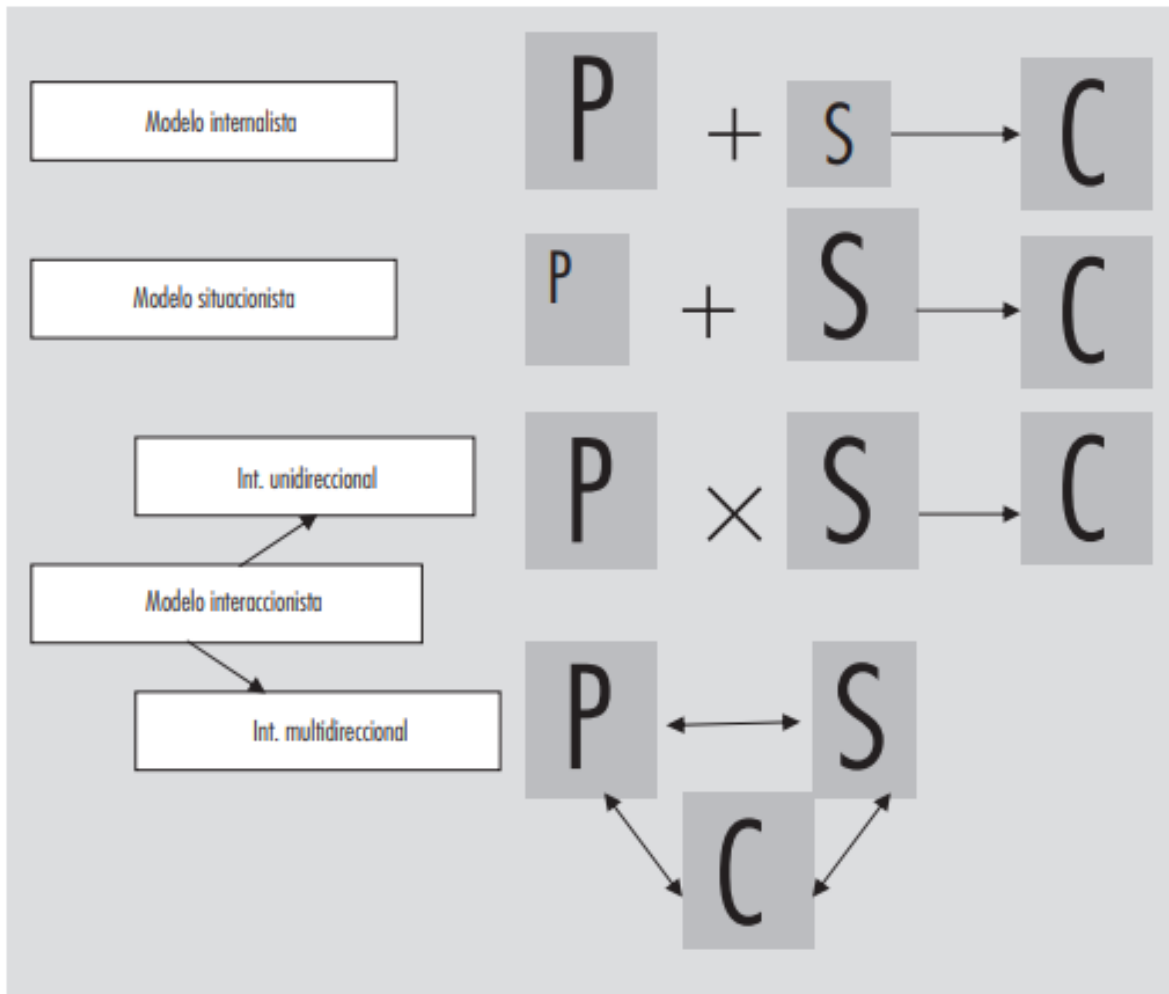 Modelo internalista
P + S C
Modelo situacionista
P + S C
Int. unidireccional
P × S C
Modelo interaccionista
Int. multidireccional
P S
C